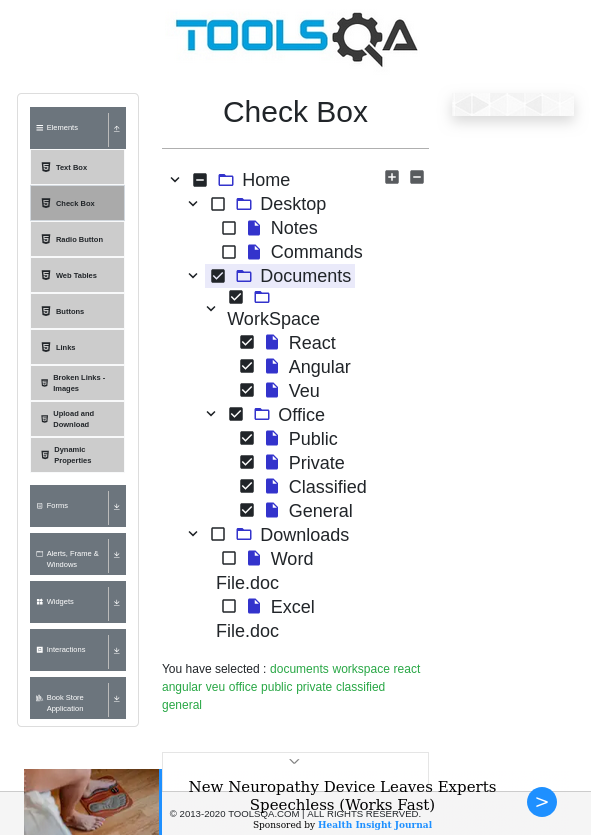 TOOLSQA
Check Box
Elements
Text Box
Check Box
Radio Button
Web Tables
Buttons
Links
Broken Links -
Images
Upload and
Download
Dynamic
Properties
Forms
Alerts, Frame &
Windows
Widgets
Interactions
Book Store
Application
Home
Desktop
Notes
Commands
Documents
WorkSpace
React
Angular
Veu
Office
Public
Private
Classified
General
Downloads
Word
File.doc
Excel
File.doc
You have selected : documents workspace react
angular veu office public private classified
general
New Neuropathy Device Leaves Experts
Speechless (Works Fast)
© 2013-2020 TOOLSQA.COM | ALL RIGHTS RESERVED.
Sponsored by Health Insight Journal